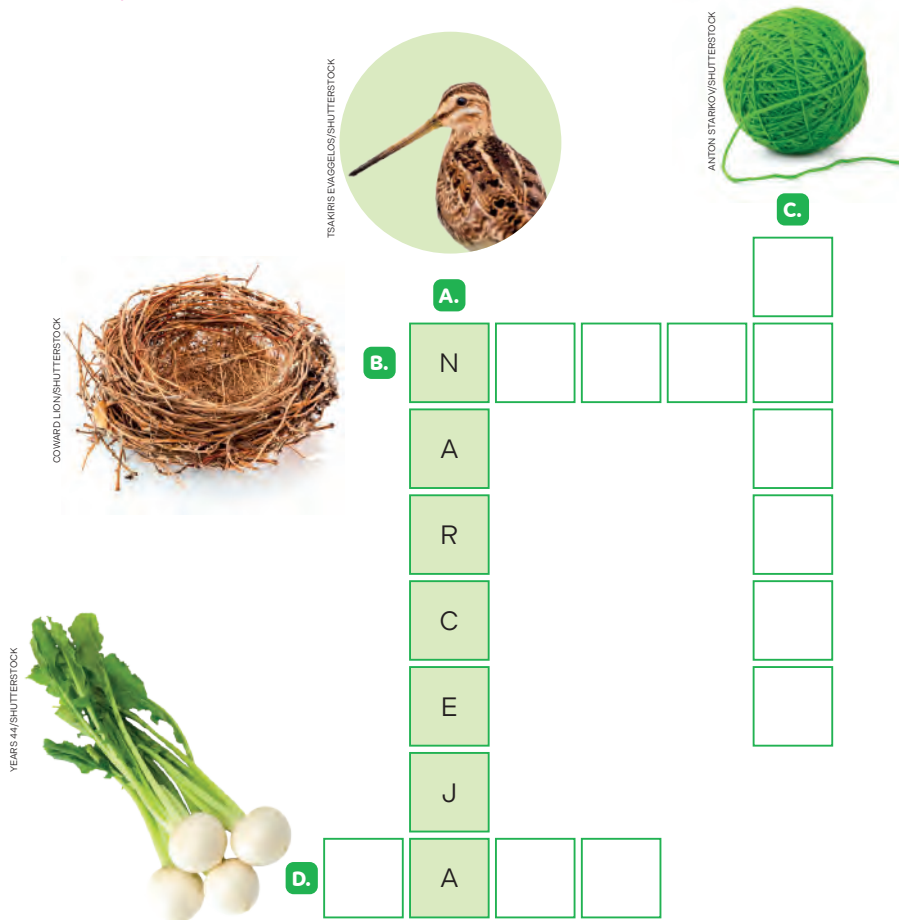 TSAKIRIS EVAGGELOS/SHUTTERSTOCK
ANTON STARIKOV/SHUTTERSTOCK
C.
A.
COWARD LION/SHUTTERSTOCK
B.
N
A
R
C
E
J
YEARS 44/SHUTTERSTOCK
D.
A